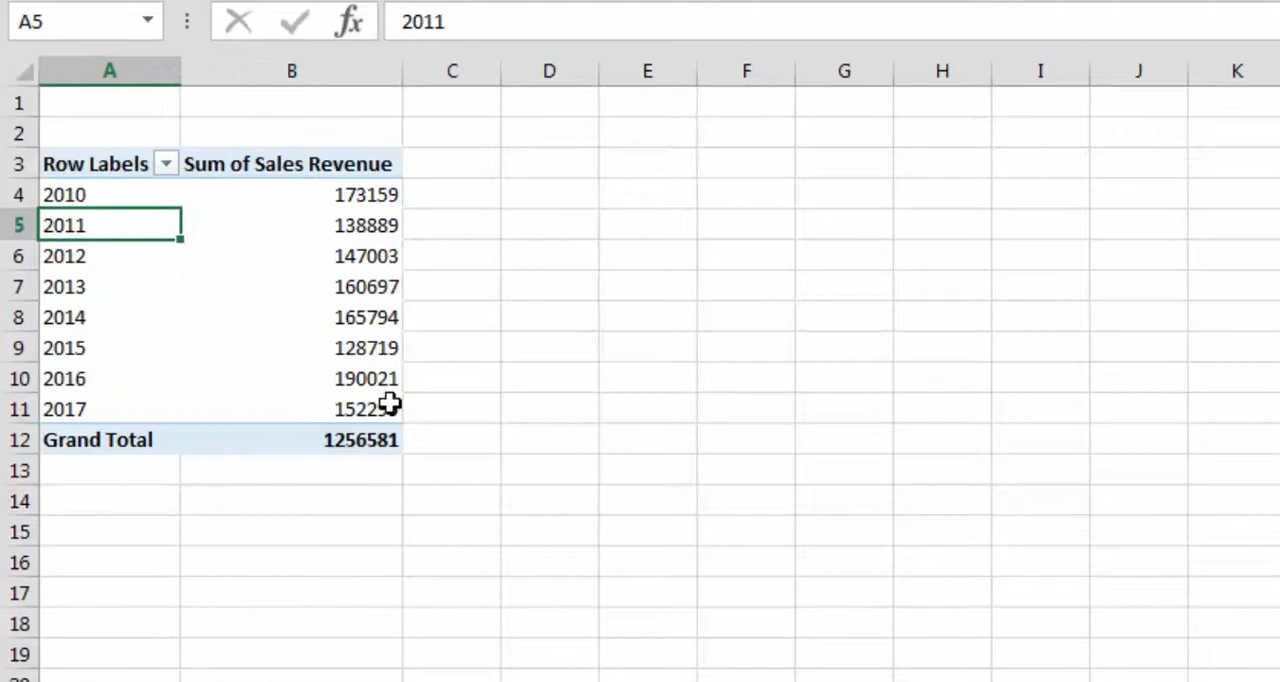 A5 fx 2011
A B C D E F G H I J K
1
2
3 Row Labels Sum of Sales Revenue
4 2010 173159
5 2011 138889
6 2012 147003
7 2013 160697
8 2014 165794
9 2015 128719
10 2016 190021
11 2017
12 Grand Total 1256581
13
14
15
16
17
18
19